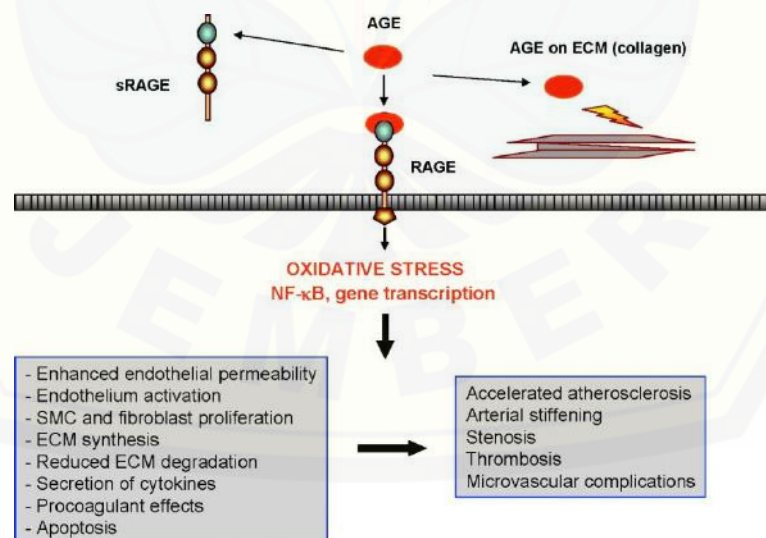 AGE
AGE on ECM (collagen)
sRAGE
RAGE
OXIDATIVE STRESS
NF-κB, gene transcription
- Enhanced endothelial permeability
- Endothelium activation
- SMC and fibroblast proliferation
- ECM synthesis
- Reduced ECM degradation
- Secretion of cytokines
- Procoagulant effects
- Apoptosis
Accelerated atherosclerosis
Arterial stiffening
Stenosis
Thrombosis
Microvascular complications
JEMBER